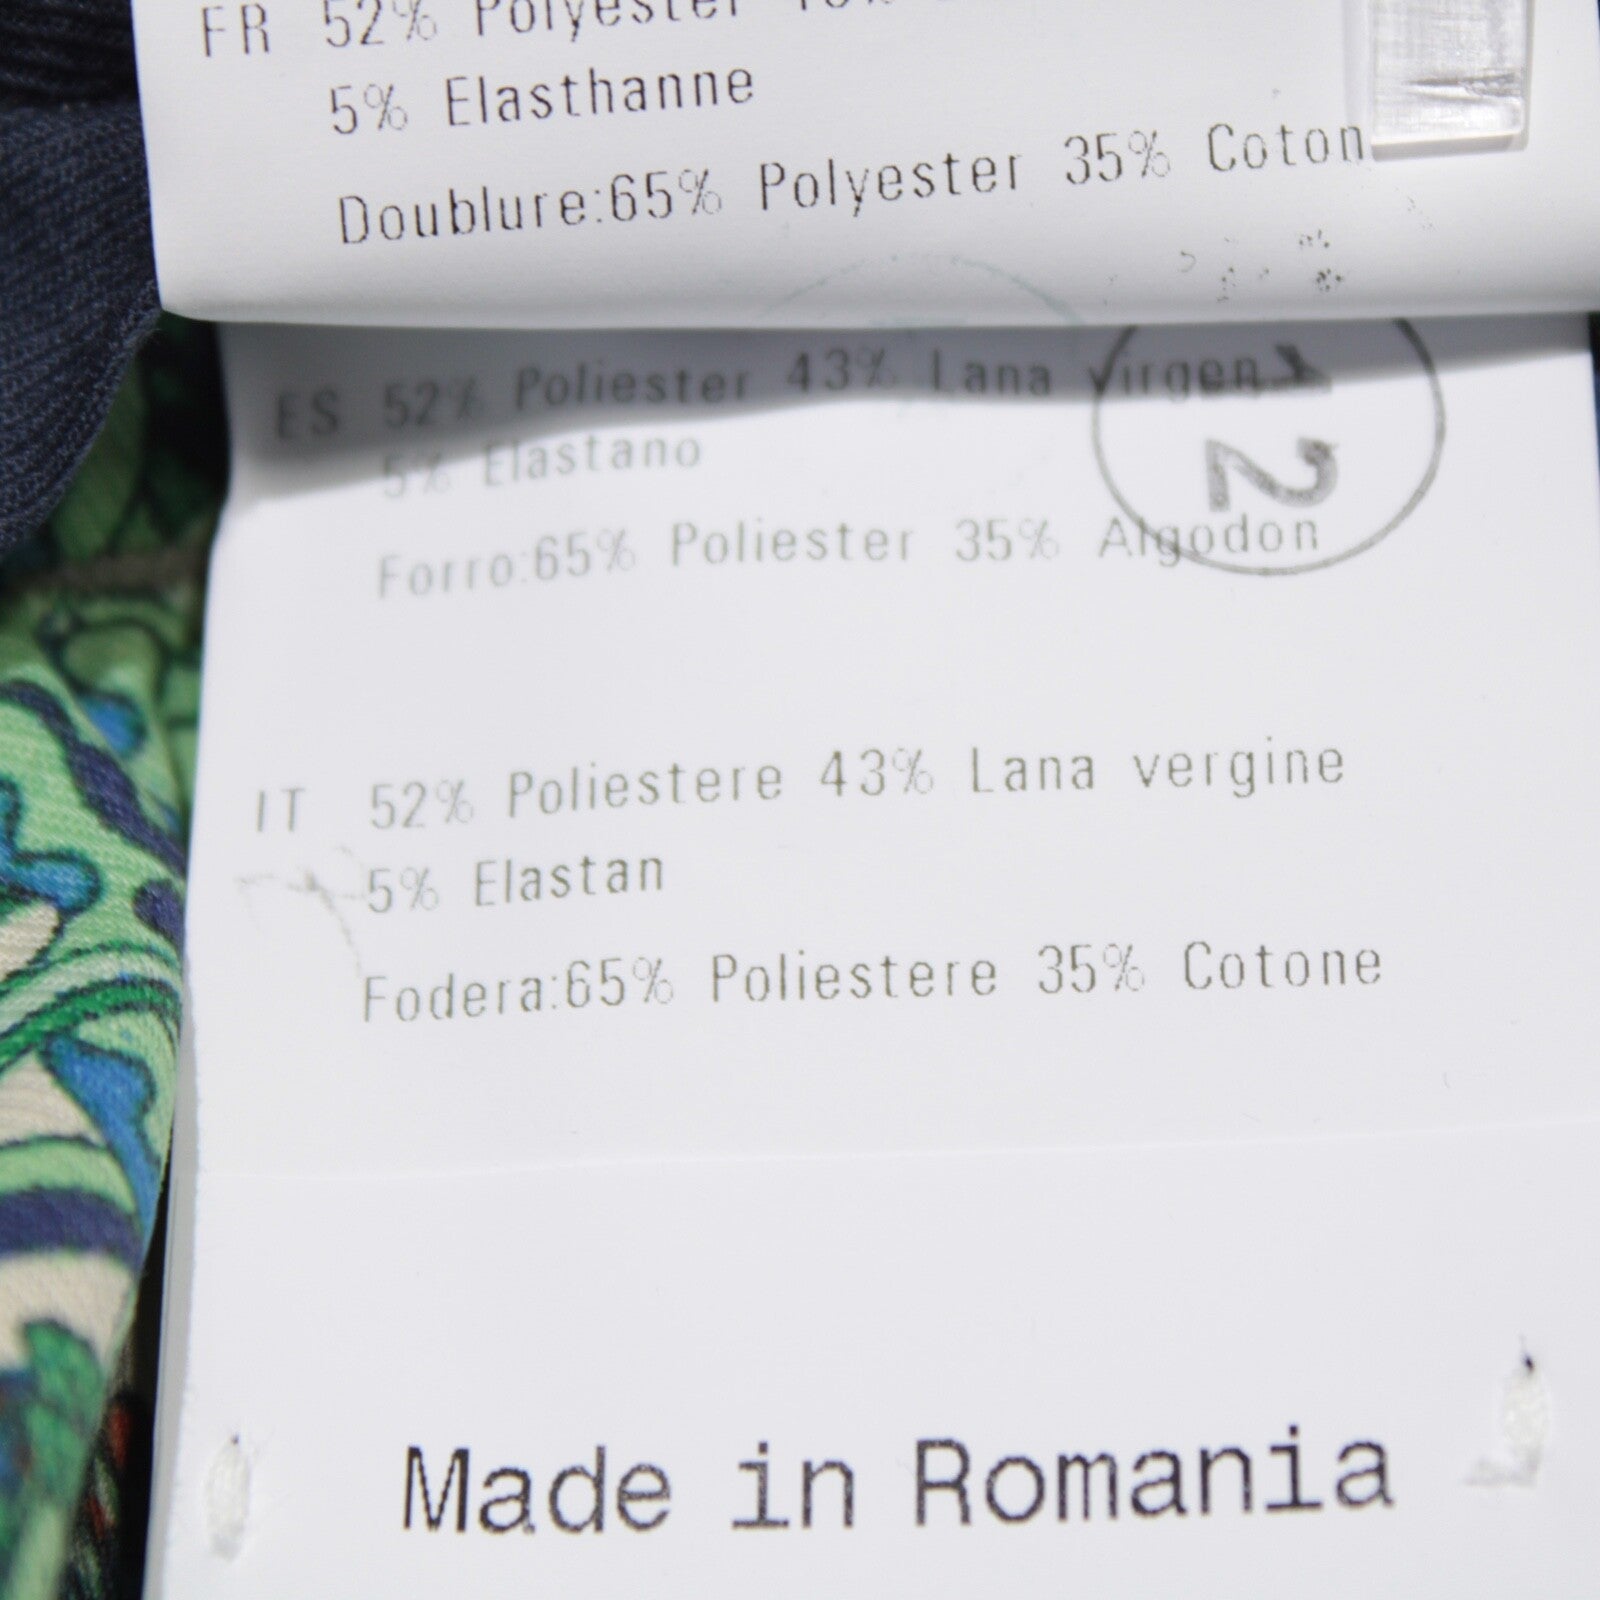 FR 52% Polyester
5% Elasthanne
Doublure:65% Polyester 35% Coton
ES 52% Poliester 43% Lana virgen
5% Elastano
Forro:65% Poliester 35% Algodon
12
IT 52% Poliestere 43% Lana vergine
5% Elastan
Fodera:65% Poliestere 35% Cotone
Made in Romania